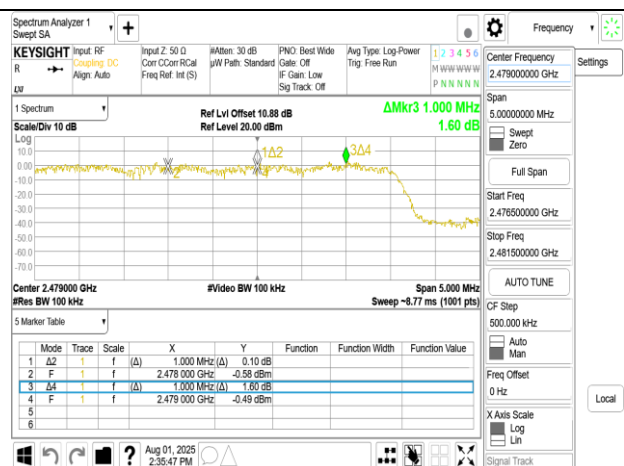 Spectrum Analyzer 1
Swept SA
KEYSIGHT Input: RF Input Z: 50 Ω #Atten: 30 dB PNO: Best Wide Avg Type: Log-Power 1 2 3 4 5 6
R Coupling: DC Corr CCorr RCal µW Path: Standard Gate: Off Trig: Free Run M W W W W W
Align: Auto Freq Ref: Int (S) IF Gain: Low
Sig Track: Off P N N N N N
1 Spectrum
Ref Lvl Offset 10.88 dB ΔMkr3 1.000 MHz
Scale/Div 10 dB Ref Level 20.00 dBm 1.60 dB
Log
10.0
0.00
-10.0
-20.0
-30.0
-40.0
-50.0
-60.0
-70.0
2
1Δ2
4
3Δ4
Center 2.479000 GHz #Video BW 100 kHz Span 5.000 MHz
#Res BW 100 kHz Sweep ~8.77 ms (1001 pts)
5 Marker Table
Mode Trace Scale X Y Function Function Width Function Value
1 Δ2 1 f (Δ) 1.000 MHz (Δ) 0.10 dB
2 F 1 f 2.478 000 GHz -0.58 dBm
3 Δ4 1 f (Δ) 1.000 MHz (Δ) 1.60 dB
4 F 1 f 2.479 000 GHz -0.49 dBm
5
6
Aug 01, 2025
2:35:47 PM
Frequency
Settings
Center Frequency
2.479000000 GHz
Span
5.00000000 MHz
Swept
Zero
Full Span
Start Freq
2.476500000 GHz
Stop Freq
2.481500000 GHz
AUTO TUNE
CF Step
500.000 kHz
Auto
Man
Freq Offset
0 Hz
X Axis Scale
Log
Lin
Signal Track
Local